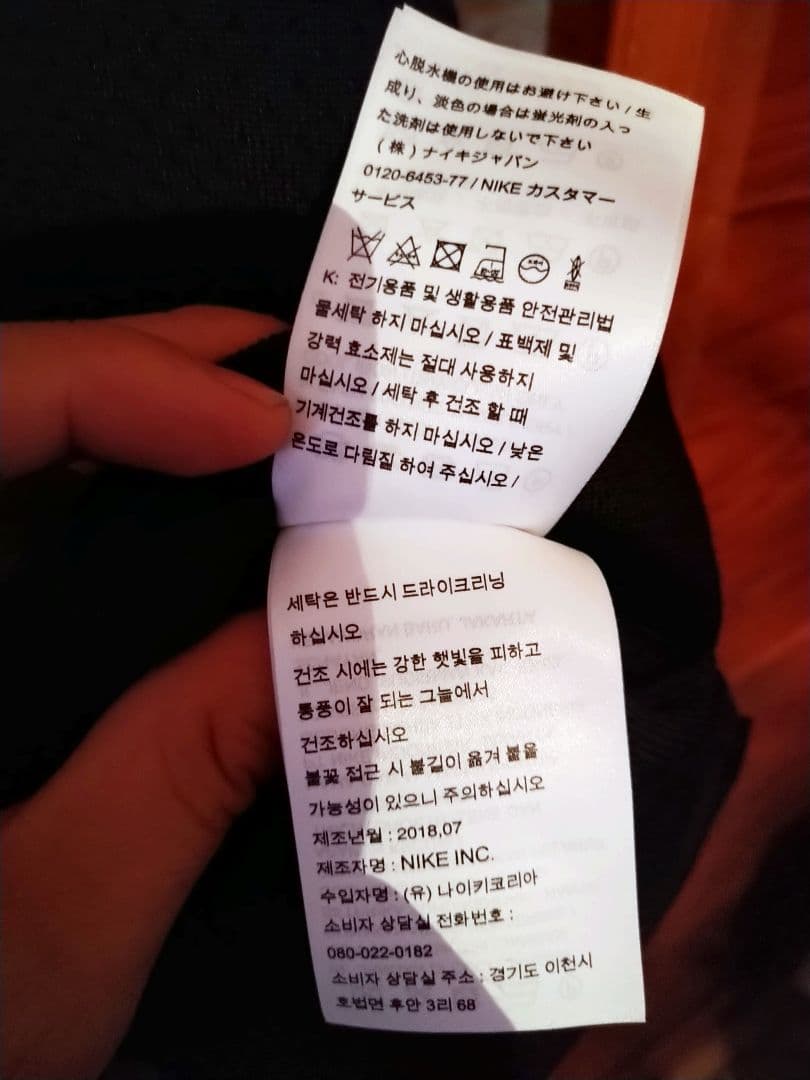 心脱水機の使用はお避け下さい / 生
成り、淡色の場合は蛍光剤の入っ
た洗剤は使用しないで下さい
(株) ナイキジャパン
0120-6453-77 / NIKE カスタマー
サービス
K: 전기용품 및 생활용품 안전관리법
물세탁 하지 마십시오 / 표백제 및
강력 효소제는 절대 사용하지
마십시오 / 세탁 후 건조 할 때
기계건조를 하지 마십시오 / 낮은
온도로 다림질 하여 주십시오 /
세탁은 반드시 드라이크리닝
하십시오
건조 시에는 강한 햇빛을 피하고
통풍이 잘 되는 그늘에서
건조하십시오
불꽃 접근 시 불길이 옮겨 붙을
가능성이 있으니 주의하십시오
제조년월 : 2018,07
제조자명 : NIKE INC.
수입자명 : (유) 나이키코리아
소비자 상담실 전화번호 :
080-022-0182
소비자 상담실 주소 : 경기도 이천시
호법면 후안 3리 68